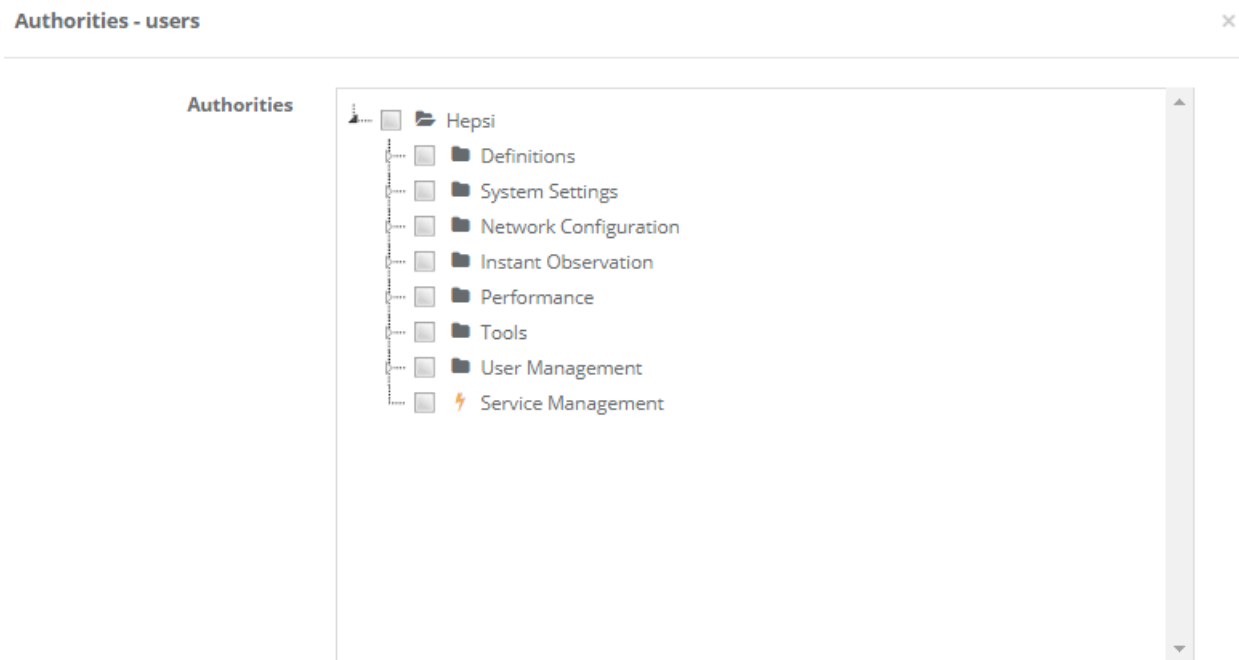 Authorities - users
Authorities
Hepsi
Definitions
System Settings
Network Configuration
Instant Observation
Performance
Tools
User Management
Service Management